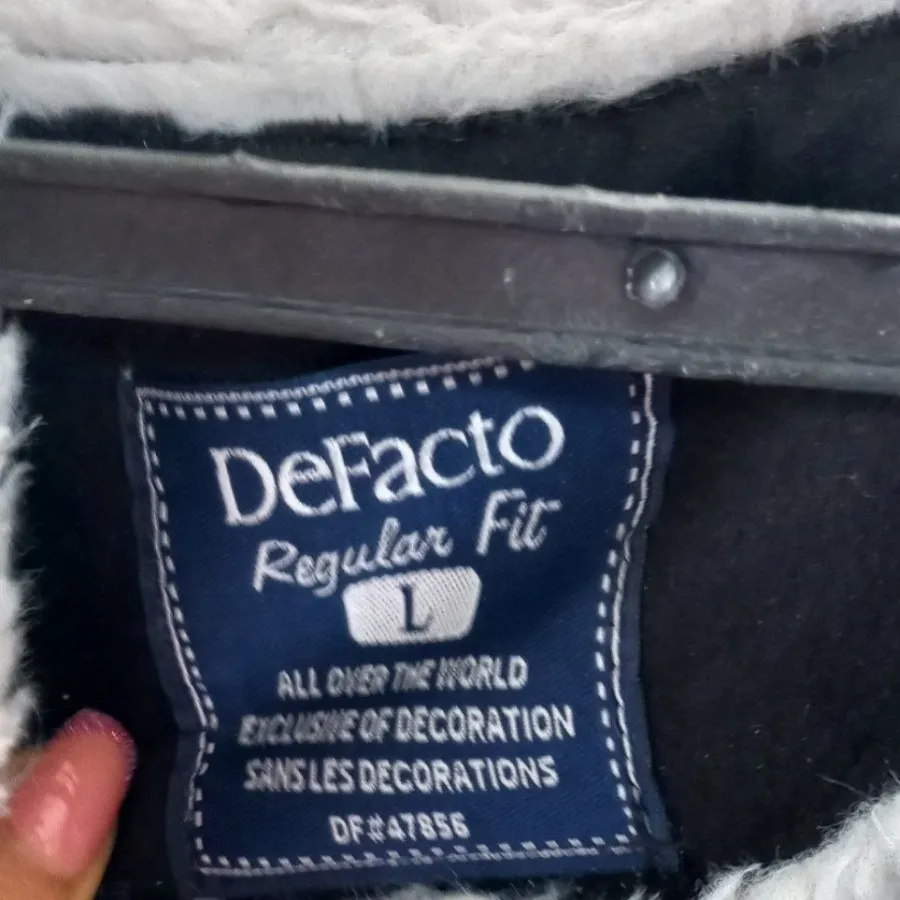 DeFacto
Regular Fit
L
ALL OVER THE WORLD
EXCLUSIVE OF DECORATION
SANS LES DECORATIONS
DF#47856